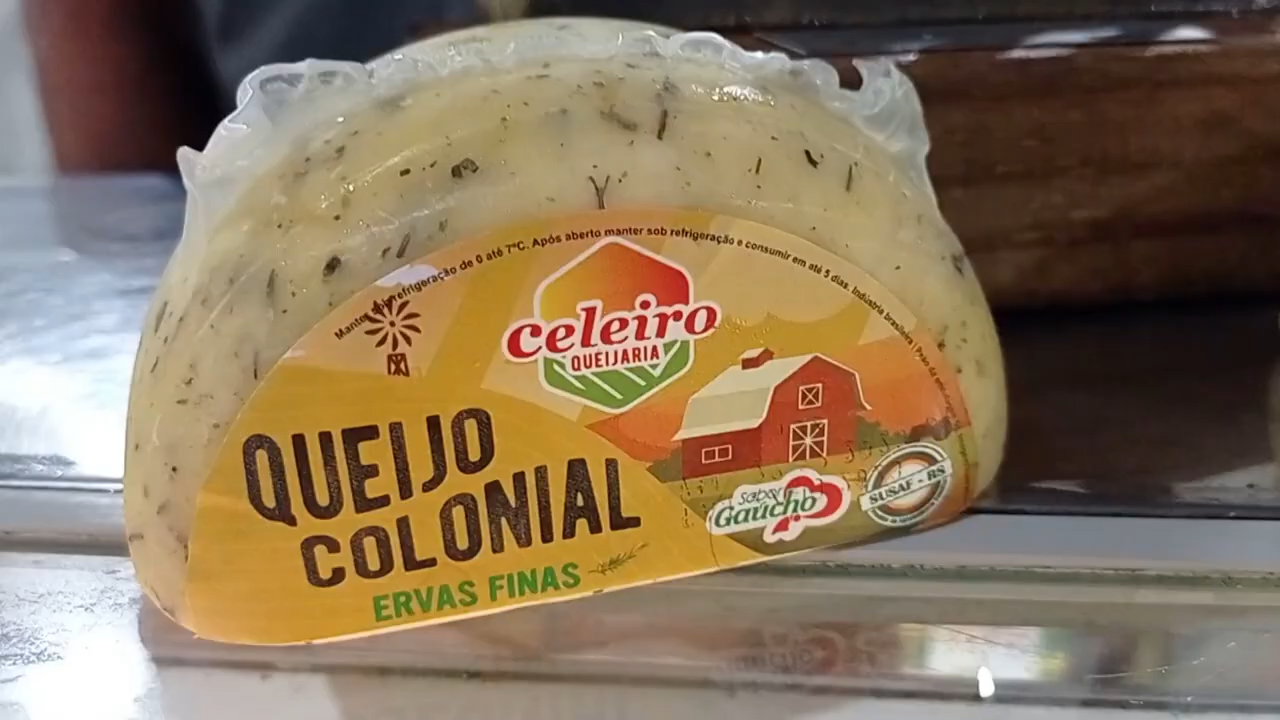 Manter sob refrigeração de 0 até 7°C. Após aberto manter sob refrigeração e consumir em até 5 dias. Indústria brasileira
celeiro
QUEIJARIA
QUEIJO
COLONIAL
ERVAS FINAS
Sabor
Gaúcho
SUSAF - RS